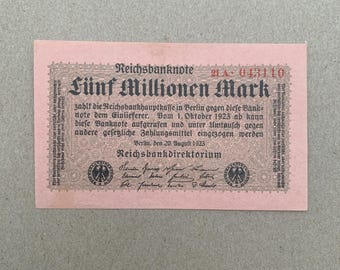 Reichsbanknote
21A · 043110
Fünf Millionen Mark
zahlt die Reichsbankhauptkasse in Berlin gegen diese Bank-
note dem Einlieferer. Vom 1. Oktober 1923 ab kann
diese Banknote aufgerufen und unter Umtausch gegen
andere gesetzliche Zahlungsmittel eingezogen werden
Berlin, den 20. August 1923
Reichsbankdirektorium